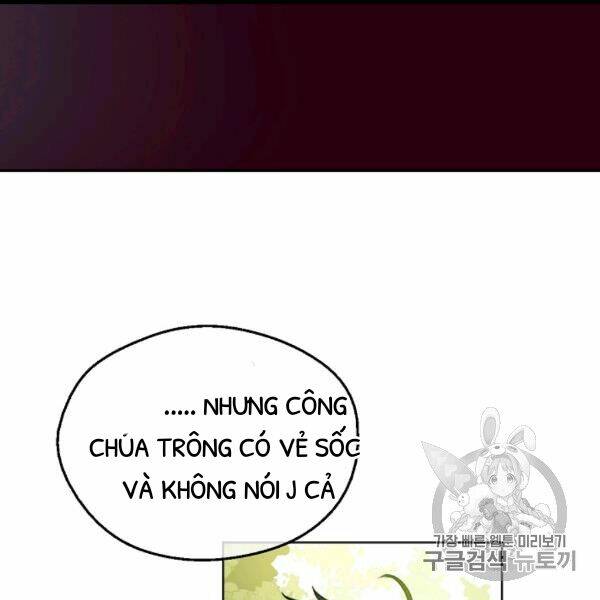 ..... NHƯNG CÔNG
CHÚA TRÔNG CÓ VẺ SỐC
VÀ KHÔNG NÓI J CẢ
가장 빠른 웹툰 미리보기
구글검색 뉴토끼